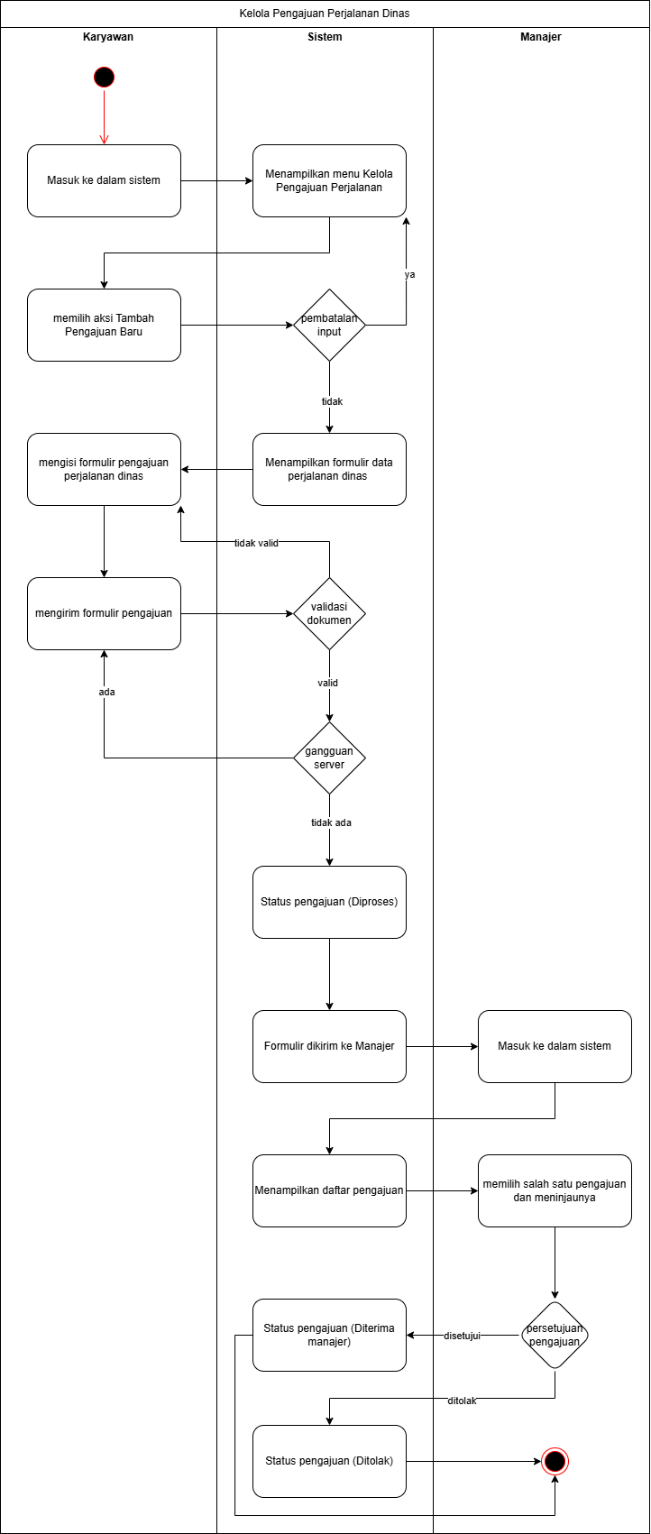 Kelola Pengajuan Perjalanan Dinas
Karyawan
Sistem
Manajer
Masuk ke dalam sistem
Menampilkan menu Kelola
Pengajuan Perjalanan
ya
memilih aksi Tambah
Pengajuan Baru
pembatalan
input
tidak
mengisi formulir pengajuan
perjalanan dinas
Menampilkan formulir data
perjalanan dinas
tidak valid
mengirim formulir pengajuan
validasi
dokumen
valid
ada
gangguan
server
tidak ada
Status pengajuan (Diproses)
Formulir dikirim ke Manajer
Masuk ke dalam sistem
Menampilkan daftar pengajuan
memilih salah satu pengajuan
dan meninjaunya
Status pengajuan (Diterima
manajer)
disetujui
persetujuan
pengajuan
ditolak
Status pengajuan (Ditolak)